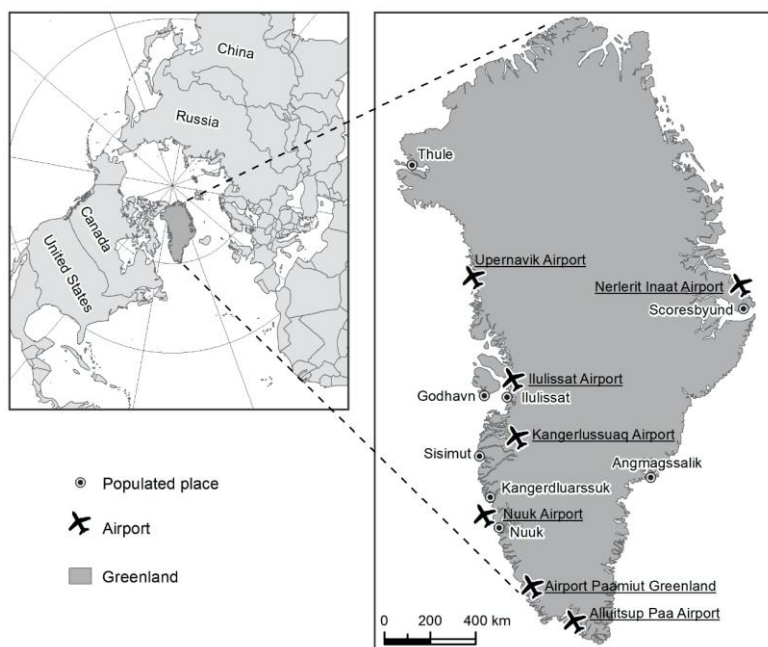 China
Russia
Canada
United States
Populated place
Airport
Greenland
Thule
Upernavik Airport
Nerlerit Inaat Airport
Scoresbyund
Ilulissat Airport
Godhavn
Ilulissat
Kangerlussuaq Airport
Sisimut
Angmagssalik
Kangerdluarssuk
Nuuk Airport
Nuuk
Airport Paamiut Greenland
Alluitsup Paa Airport
0 200 400 km